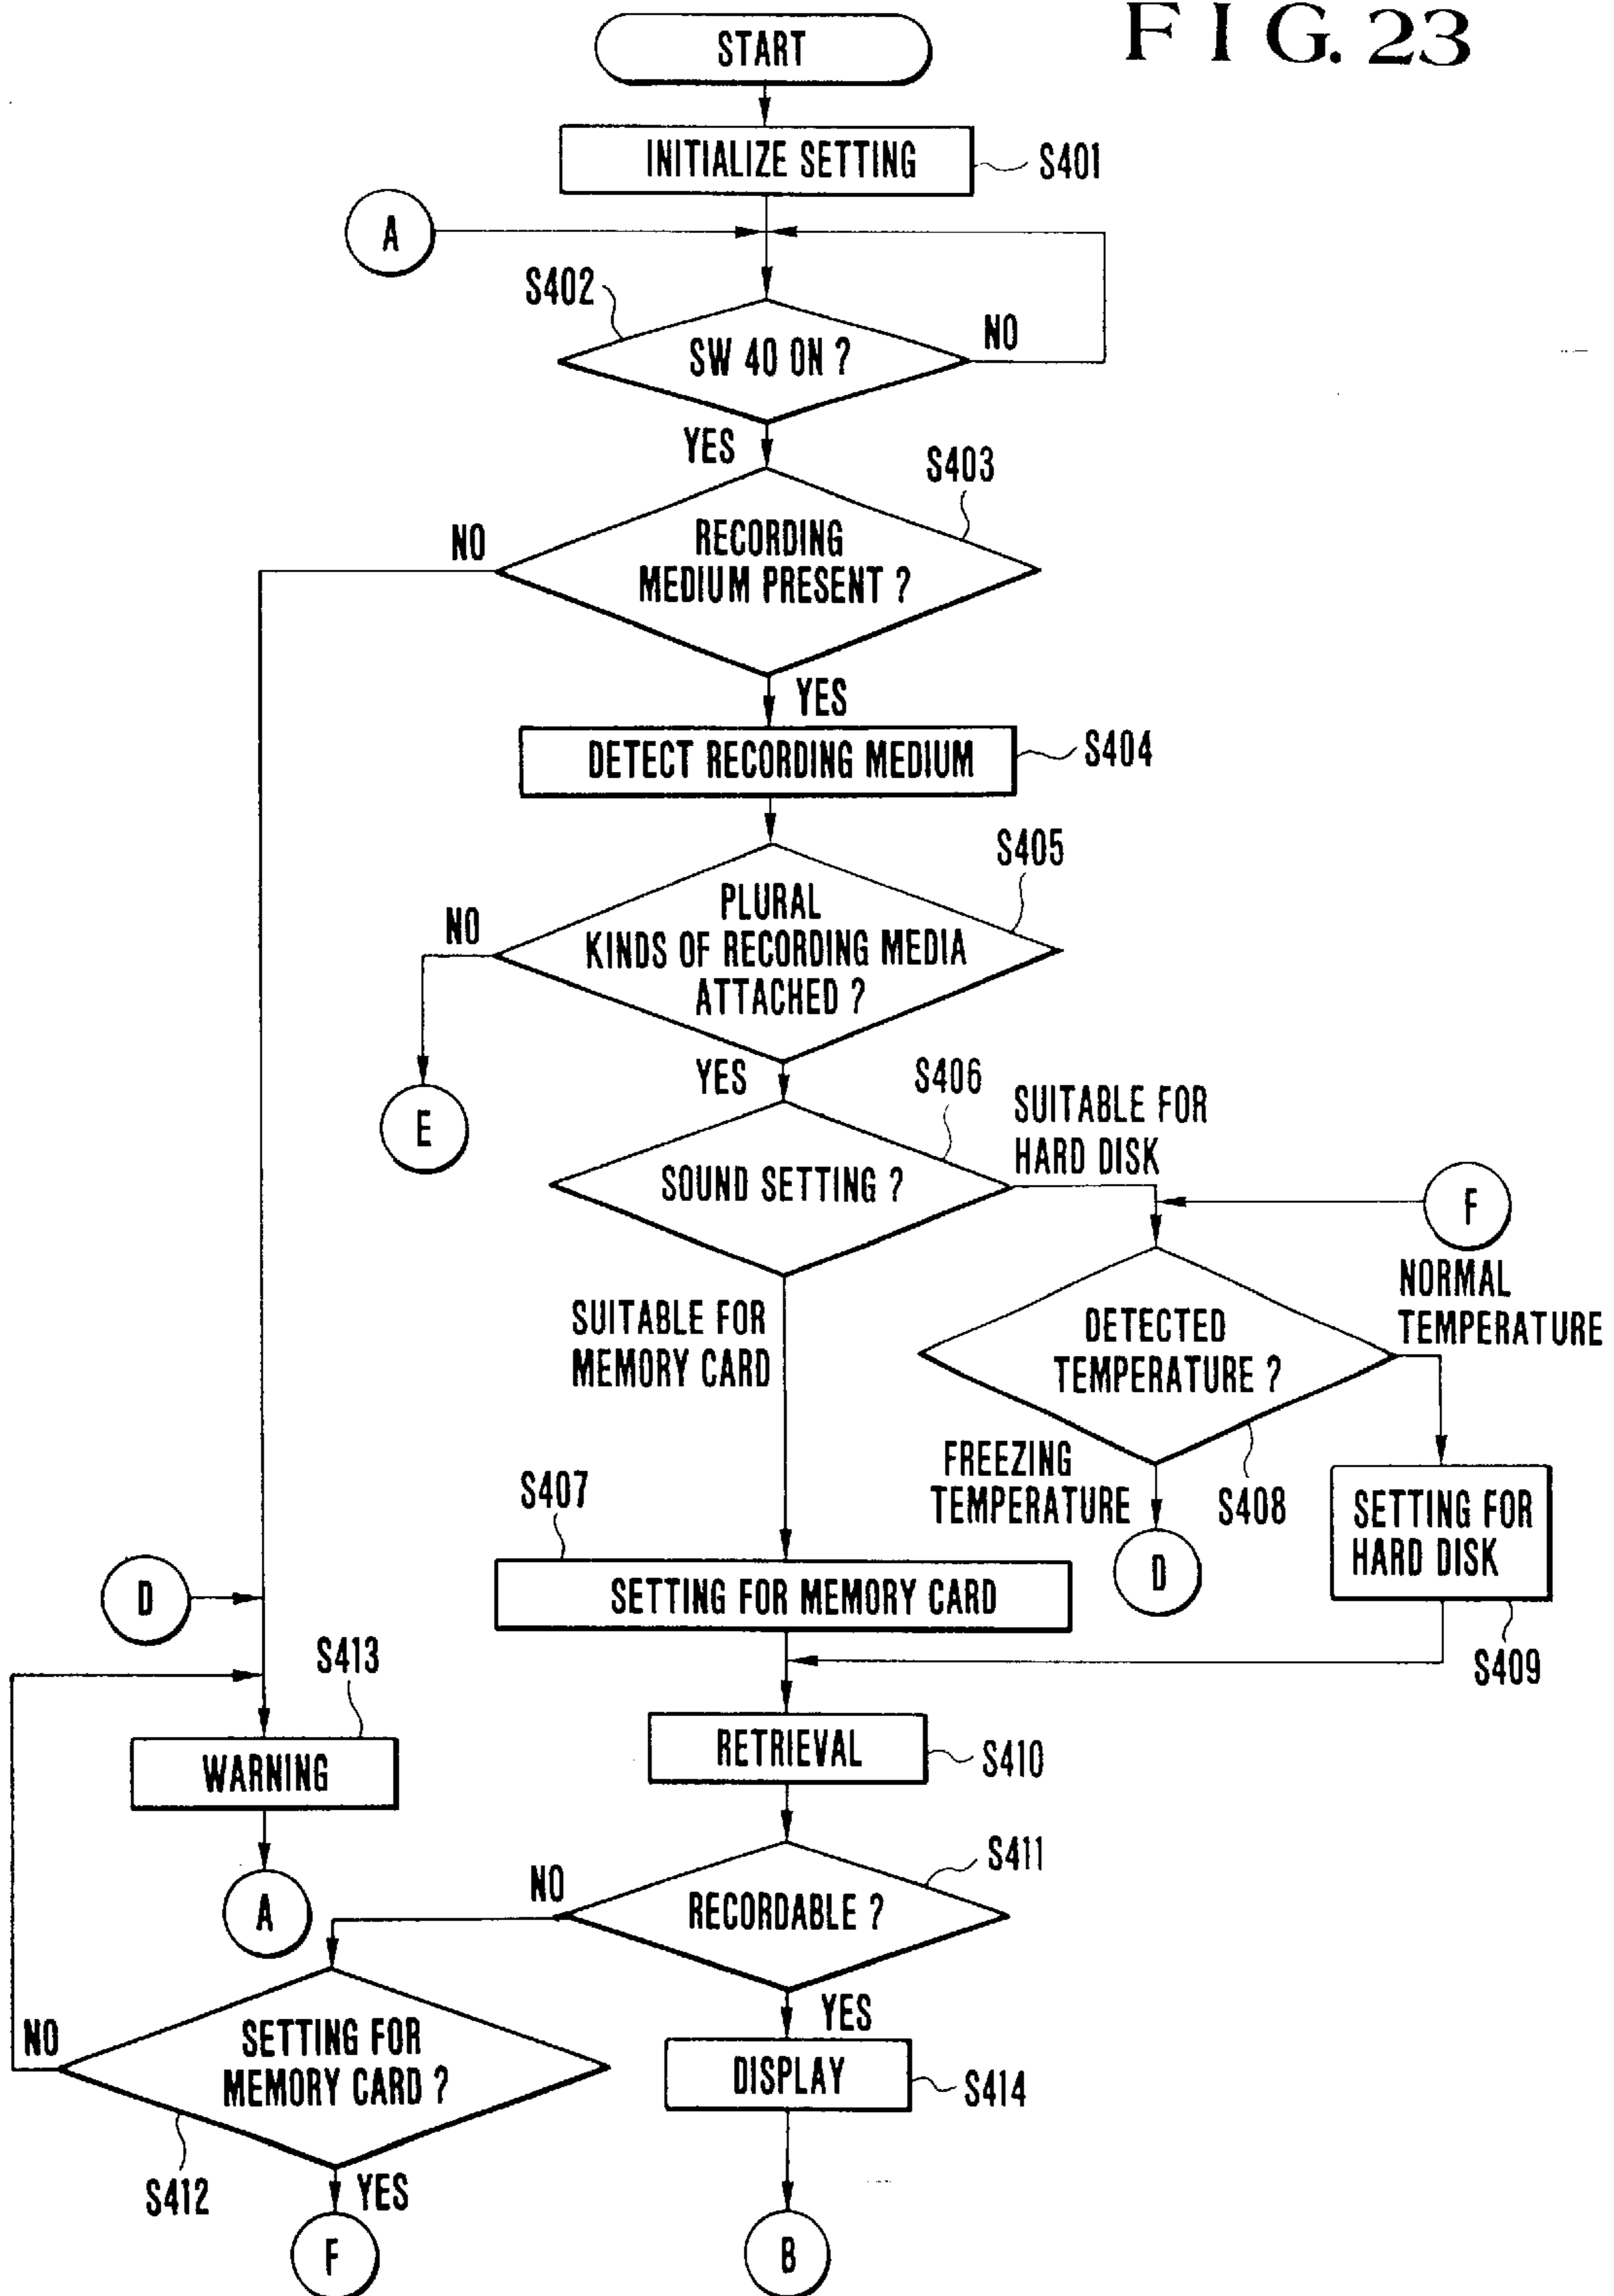 FIG. 23
START
INITIALIZE SETTING
S401
A
S402
SW 40 ON ?
NO
YES
S403
RECORDING
MEDIUM PRESENT ?
NO
YES
DETECT RECORDING MEDIUM
S404
S405
PLURAL
KINDS OF RECORDING MEDIA
ATTACHED ?
NO
E
YES
S406
SOUND SETTING ?
SUITABLE FOR
HARD DISK
F
SUITABLE FOR
MEMORY CARD
DETECTED
TEMPERATURE ?
NORMAL
TEMPERATURE
FREEZING
TEMPERATURE
S408
D
SETTING FOR
HARD DISK
S409
S407
SETTING FOR MEMORY CARD
D
S413
WARNING
A
RETRIEVAL
S410
S411
RECORDABLE ?
NO
YES
SETTING FOR
MEMORY CARD ?
NO
S412
YES
F
DISPLAY
S414
B